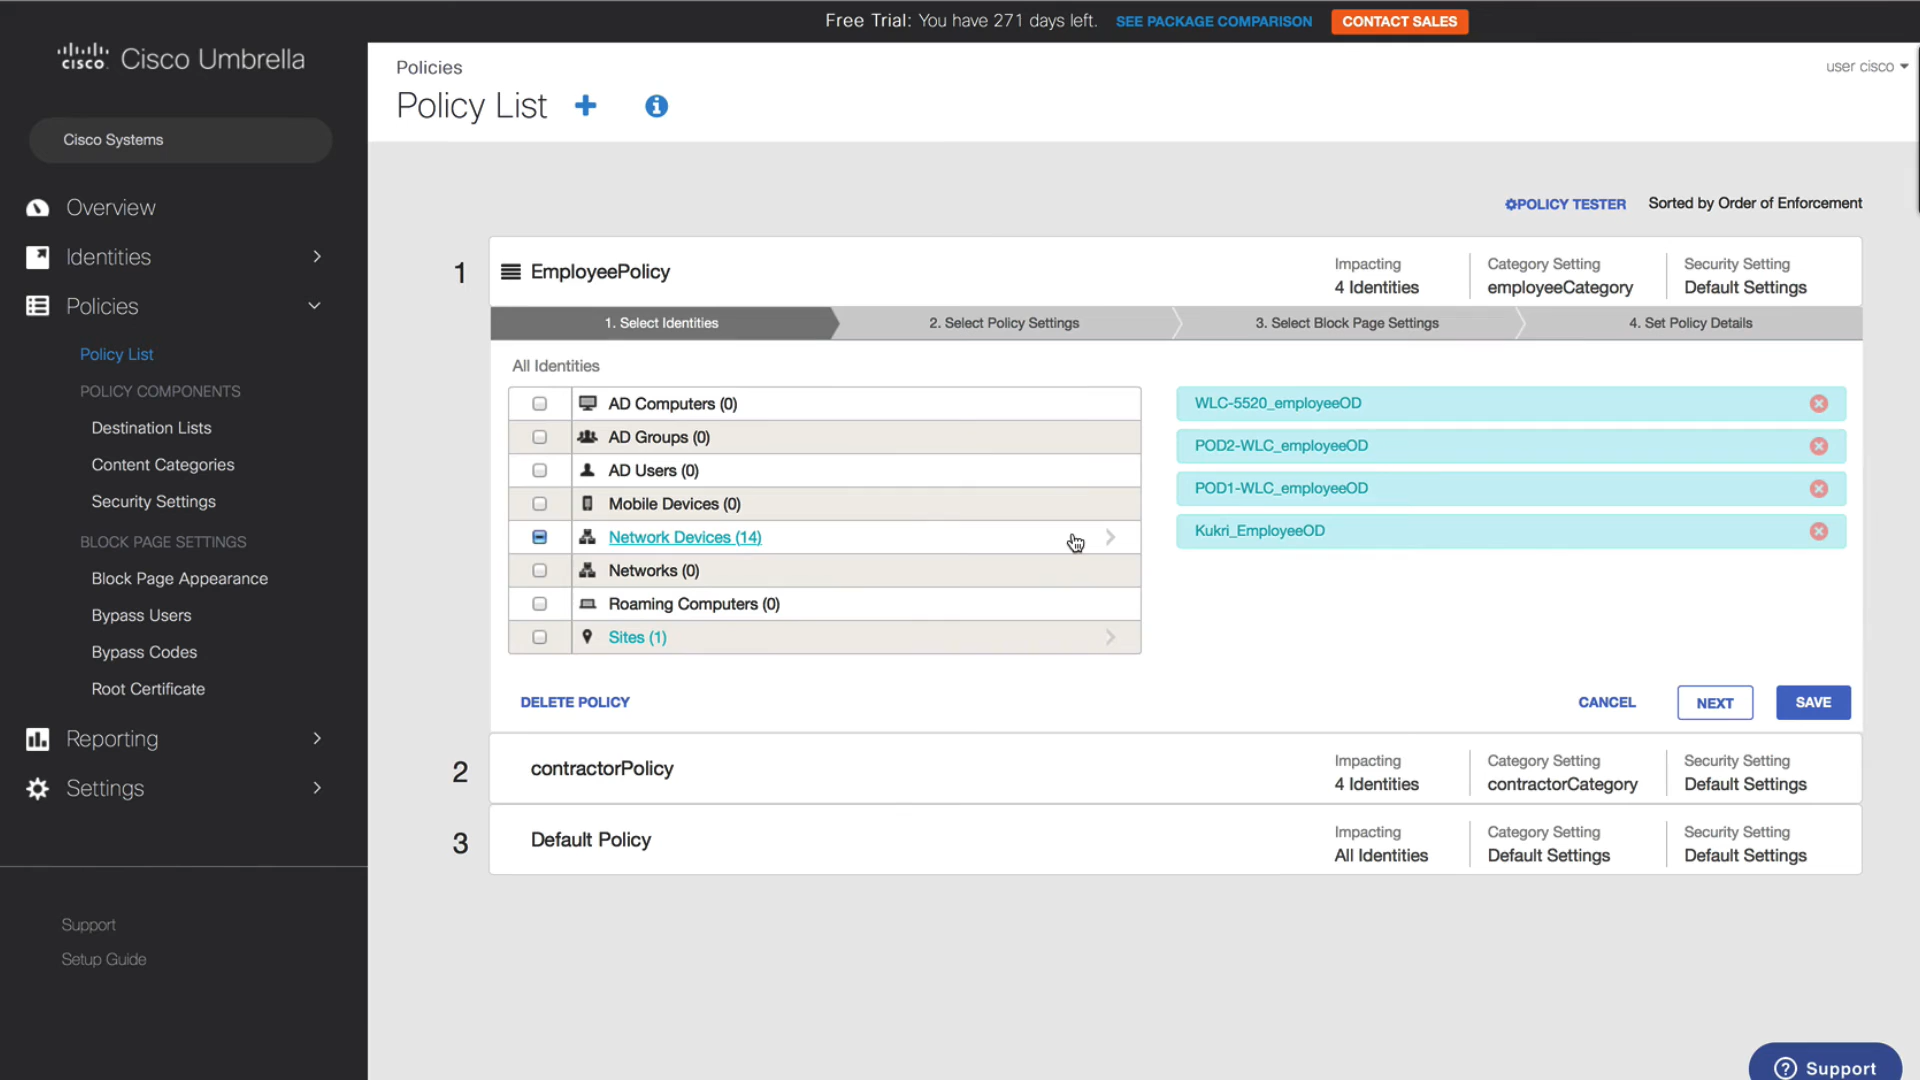 Free Trial: You have 271 days left. SEE PACKAGE COMPARISON CONTACT SALES
cisco Cisco Umbrella
Cisco Systems
Overview
Identities
Policies
Policy List
POLICY COMPONENTS
Destination Lists
Content Categories
Security Settings
BLOCK PAGE SETTINGS
Block Page Appearance
Bypass Users
Bypass Codes
Root Certificate
Reporting
Settings
Support
Setup Guide
Policies
user cisco
Policy List
POLICY TESTER Sorted by Order of Enforcement
1 EmployeePolicy
Impacting
4 Identities
Category Setting
employeeCategory
Security Setting
Default Settings
1. Select Identities 2. Select Policy Settings 3. Select Block Page Settings 4. Set Policy Details
All Identities
AD Computers (0)
AD Groups (0)
AD Users (0)
Mobile Devices (0)
Network Devices (14)
Networks (0)
Roaming Computers (0)
Sites (1)
WLC-5520_employeeOD
POD2-WLC_employeeOD
POD1-WLC_employeeOD
Kukri_EmployeeOD
DELETE POLICY CANCEL NEXT SAVE
2 contractorPolicy
Impacting
4 Identities
Category Setting
contractorCategory
Security Setting
Default Settings
3 Default Policy
Impacting
All Identities
Category Setting
Default Settings
Security Setting
Default Settings
? Support